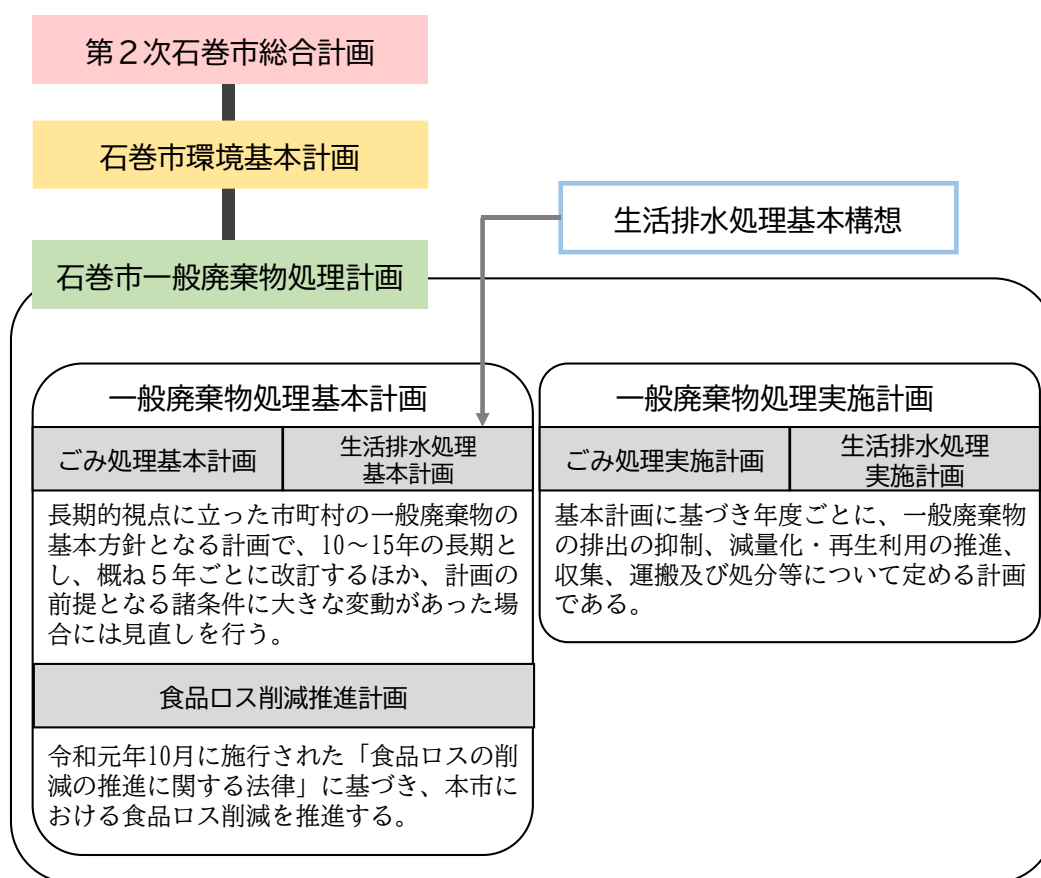 第２次石巻市総合計画
石巻市環境基本計画
生活排水処理基本構想
石巻市一般廃棄物処理計画
一般廃棄物処理基本計画
ごみ処理基本計画
生活排水処理
基本計画
長期的視点に立った市町村の一般廃棄物の
基本方針となる計画で、10～15年の長期と
し、概ね５年ごとに改訂するほか、計画の
前提となる諸条件に大きな変動があった場
合には見直しを行う。
食品ロス削減推進計画
令和元年10月に施行された「食品ロスの削
減の推進に関する法律」に基づき、本市に
おける食品ロス削減を推進する。
一般廃棄物処理実施計画
ごみ処理実施計画
生活排水処理
実施計画
基本計画に基づき年度ごとに、一般廃棄物
の排出の抑制、減量化・再生利用の推進、
収集、運搬及び処分等について定める計画
である。